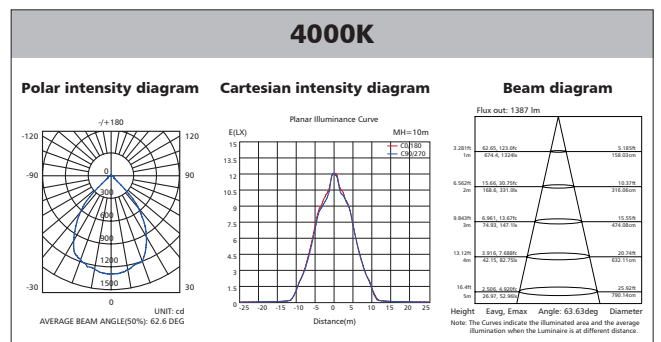 4000K
Polar intensity diagram
Cartesian intensity diagram
Beam diagram
-/+180
-120
120
-90
90
-30
30
0
0
300
600
900
1200
1500
UNIT: cd
AVERAGE BEAM ANGLE(50%): 62.6 DEG
Planar Illuminance Curve
E(LX)
MH=10m
C0/180
C90/270
15
13.5
12
10.5
9
7.5
6
4.5
3
1.5
0
-25 -20 -15 -10 -5 0 5 10 15 20 25
Distance(m)
Flux out: 1387 lm
3.281ft 62.65, 123.0fc 5.185ft
1m 674.4, 1324lx 158.03cm
6.562ft 15.66, 30.75fc 10.37ft
2m 168.6, 331.0lx 316.06cm
9.843ft 6.961, 13.67fc 15.55ft
3m 74.93, 147.1lx 474.08cm
13.12ft 3.916, 7.688fc 20.74ft
4m 42.15, 82.75lx 632.11cm
16.4ft 2.506, 4.920fc 25.92ft
5m 26.97, 52.96lx 790.14cm
Height Eavg, Emax Angle: 63.63deg Diameter
Note: The Curves indicate the illuminated area and the average
illumination when the Luminaire is at different distance.